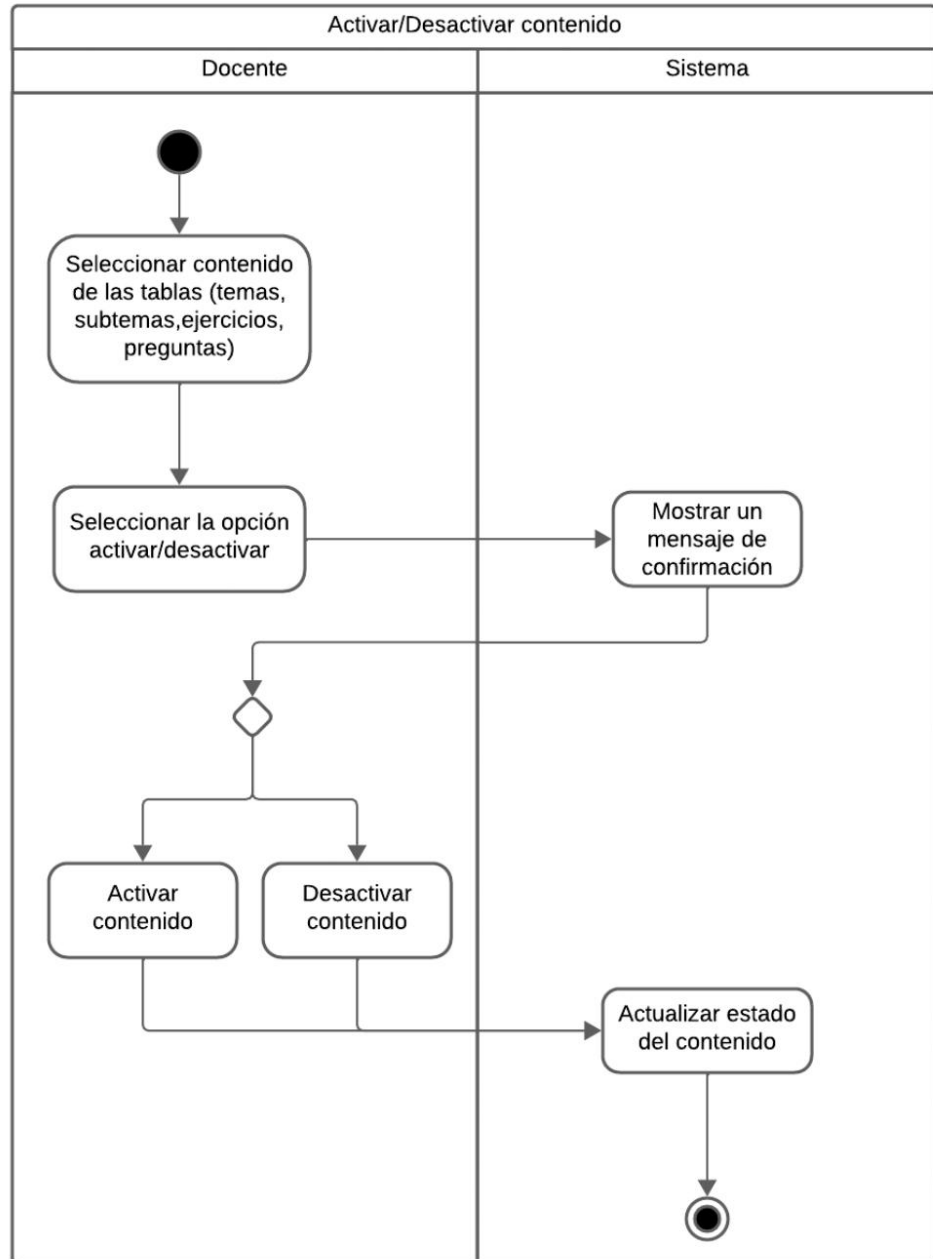 Activar/Desactivar contenido
Docente
Sistema
Seleccionar contenido
de las tablas (temas,
subtemas,ejercicios,
preguntas)
Seleccionar la opción
activar/desactivar
Mostrar un
mensaje de
confirmación
Activar
contenido
Desactivar
contenido
Actualizar estado
del contenido